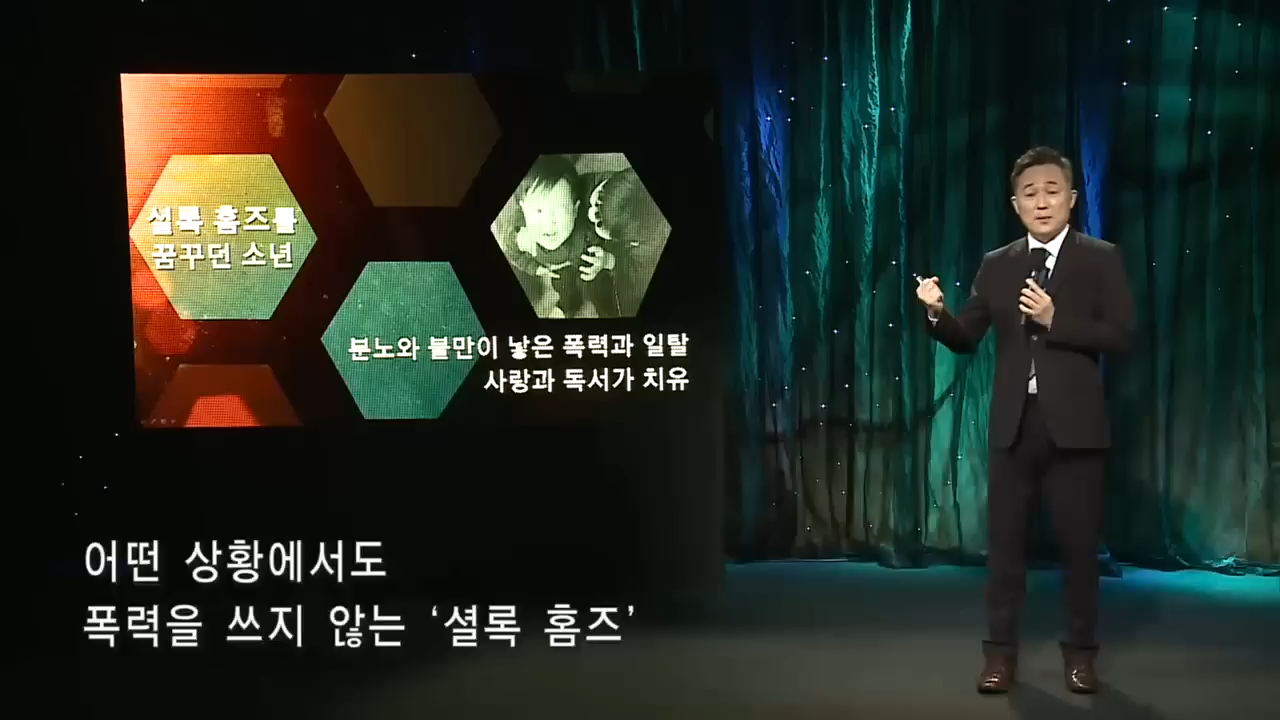 셜록 홈즈를
꿈꾸던 소년
분노와 불만이 낳은 폭력과 일탈
사랑과 독서가 치유
어떤 상황에서도
폭력을 쓰지 않는 ‘셜록 홈즈’